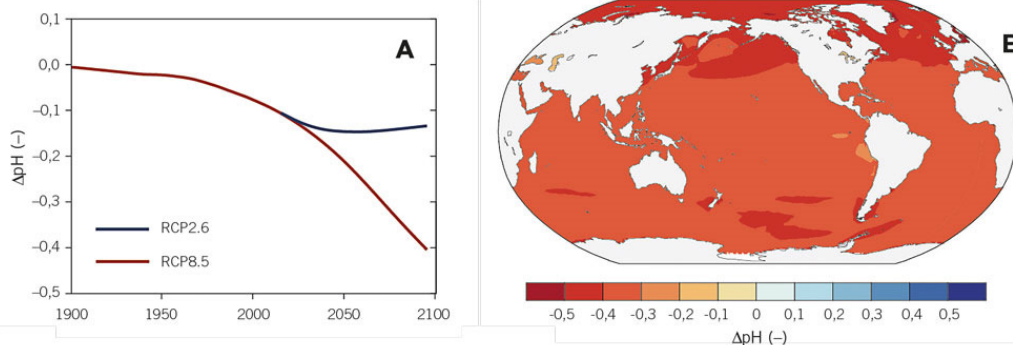 0,1
0,0
–0,1
–0,2
–0,3
–0,4
–0,5
ΔpH (–)
A
RCP2.6
RCP8.5
1900
1950
2000
2050
2100
-0,5 -0,4 -0,3 -0,2 -0,1 0 0,1 0,2 0,3 0,4 0,5
ΔpH (–)